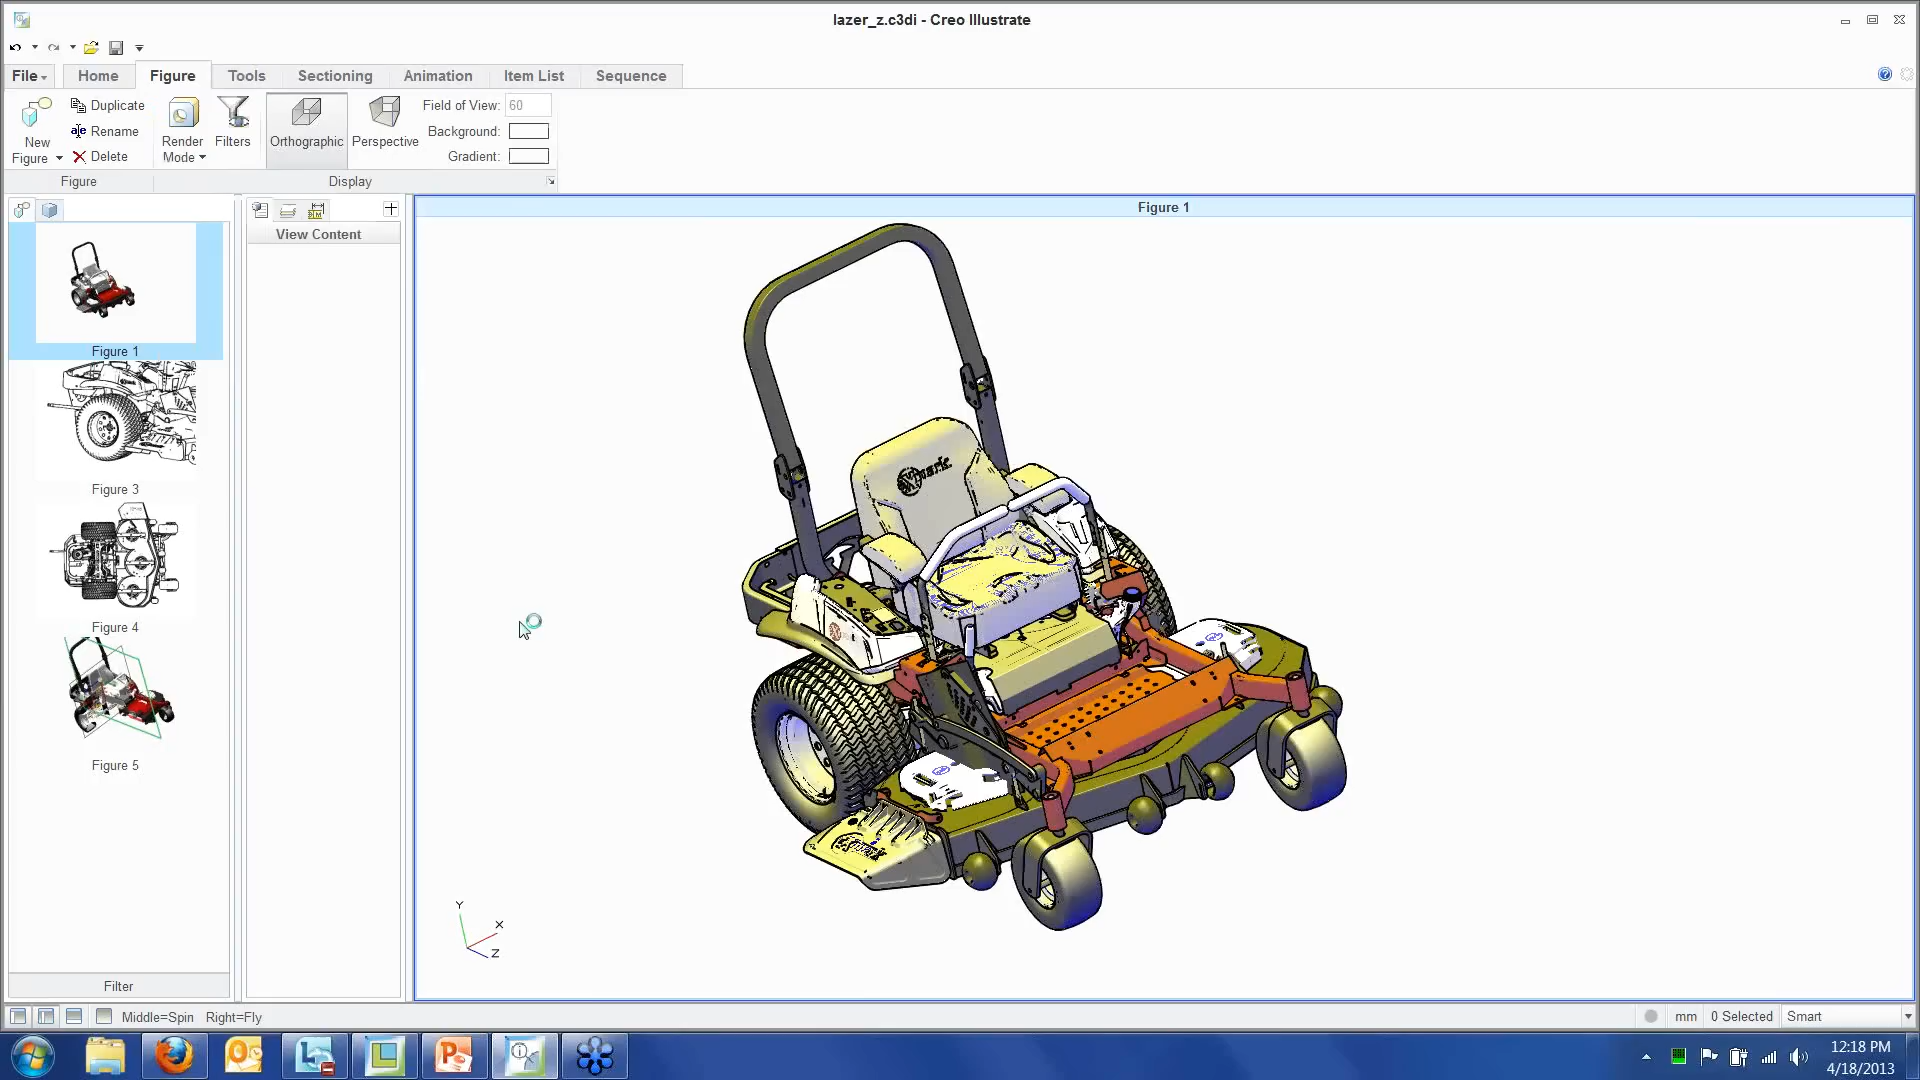 lazer_z.c3di - Creo Illustrate
File Home Figure Tools Sectioning Animation Item List Sequence
New Figure
Duplicate
Rename
Delete
Render Mode
Filters
Orthographic
Perspective
Field of View: 60
Background:
Gradient:
Figure
Display
View Content
Figure 1
Figure 1
Figure 3
Figure 4
Figure 5
Y
X
Z
Filter
Middle=Spin Right=Fly
mm 0 Selected Smart
12:18 PM
4/18/2013